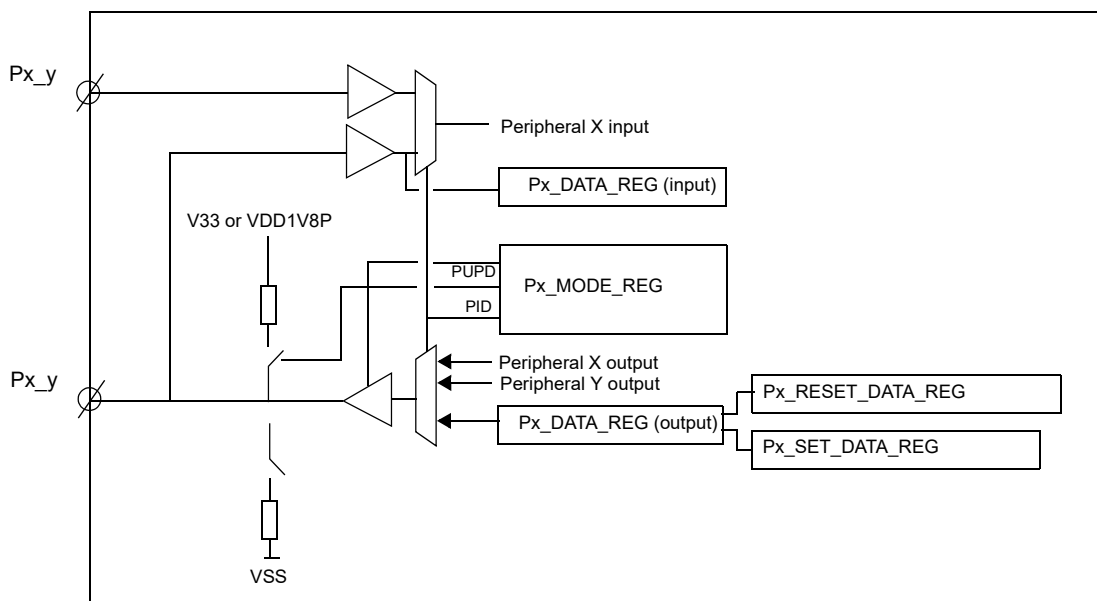 Px_y
Peripheral X input
Px_DATA_REG (input)
V33 or VDD1V8P
PUPD
Px_MODE_REG
PID
Peripheral X output
Px_y
Peripheral Y output
Px_RESET_DATA_REG
Px_DATA_REG (output)
Px_SET_DATA_REG
VSS